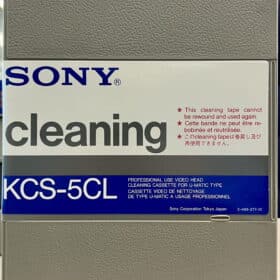 SONY®
★ This cleaning tape cannot
be rewound and used again.
★ Cette bande ne peut être re-
bobinée et réutilisée.
★ このクリーニングテープは巻戻し及び
再使用できません。
cleaning
KCS-5CL
PROFESSIONAL USE VIDEO HEAD
CLEANING CASSETTE FOR U-MATIC TYPE
CASSETTE VIDEO DE NETTOYAGE
DE TYPE U-MATIC A USAGE PROFESSIONNEL
Sony Corporation Tokyo Japan